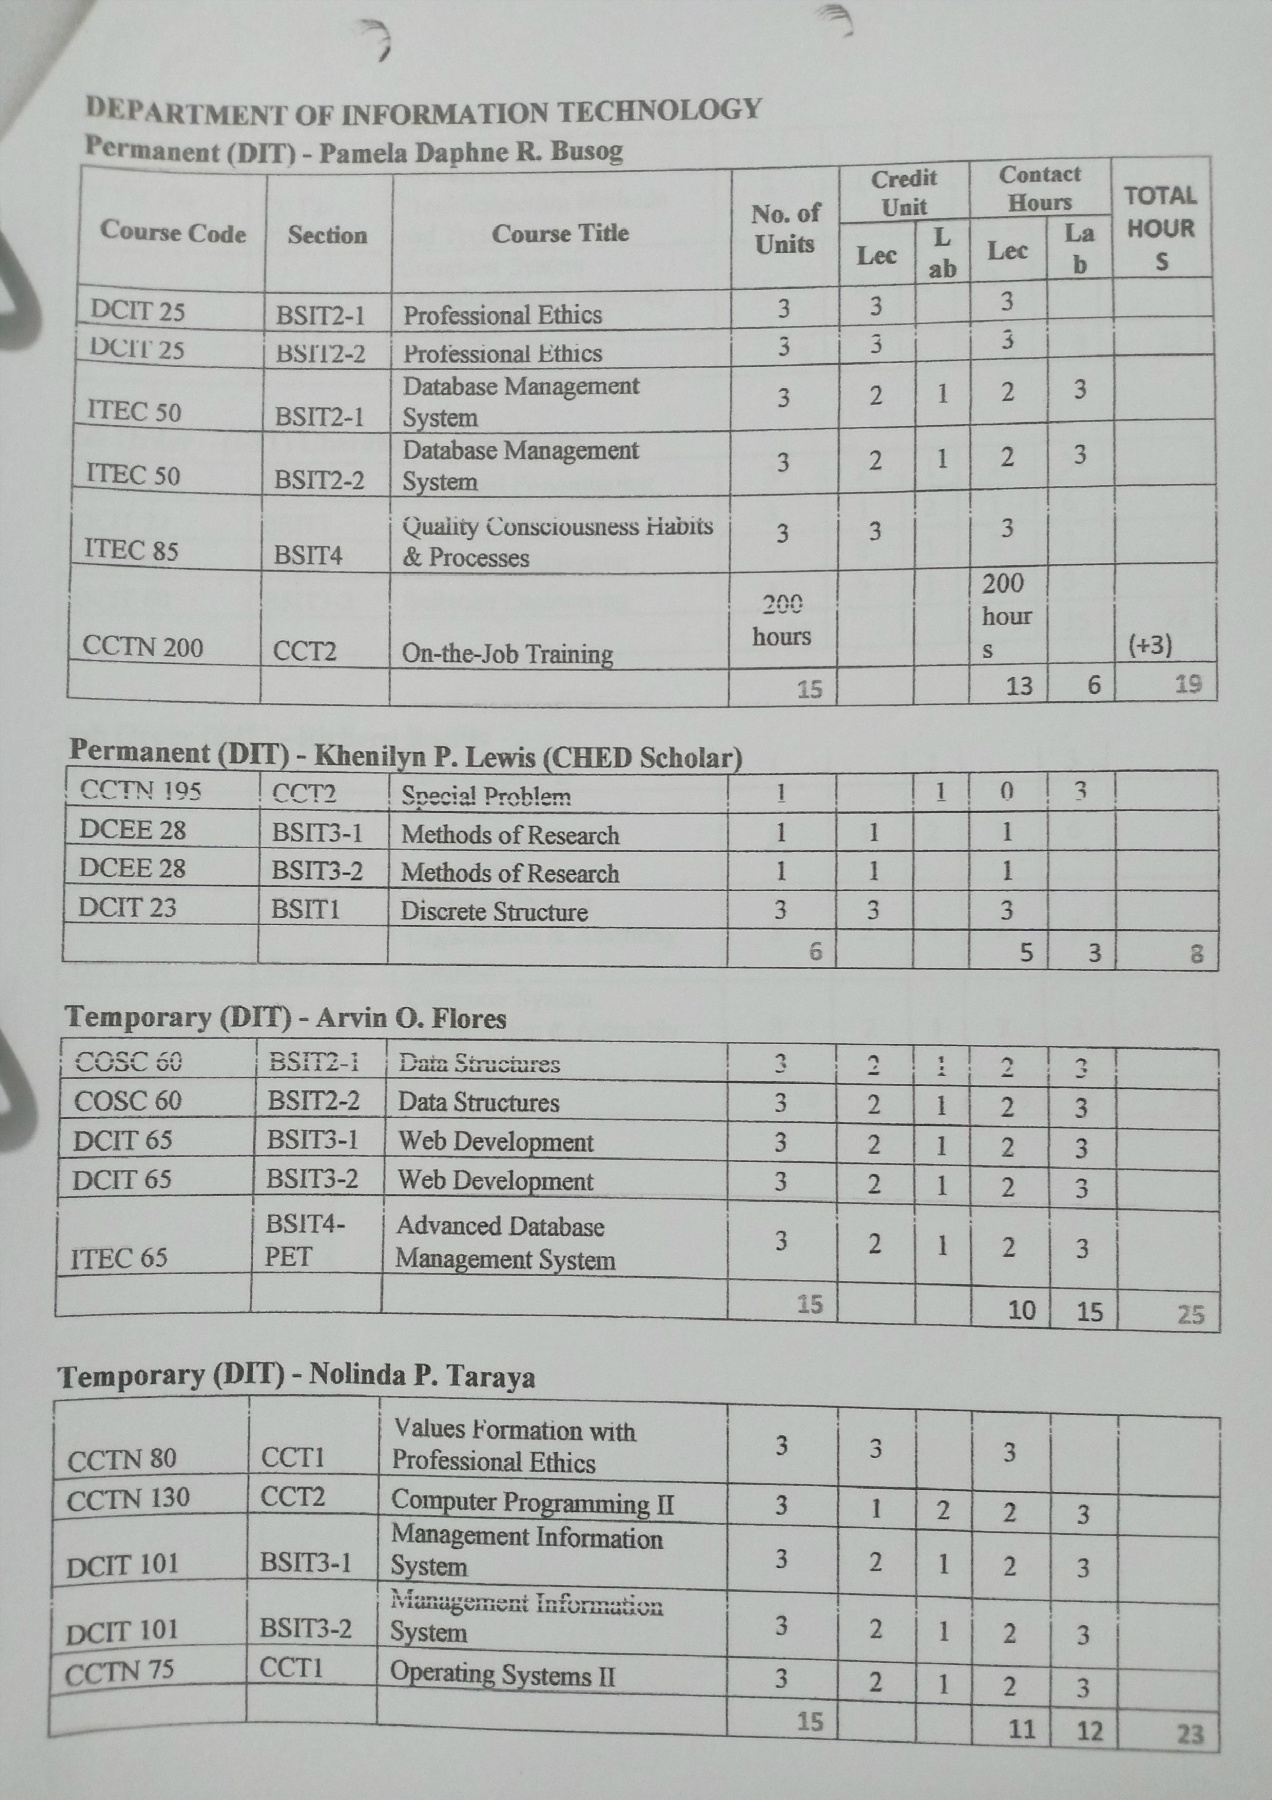 DEPARTMENT OF INFORMATION TECHNOLOGY
Permanent (DIT) - Pamela Daphne R. Busog
Course Code Section Course Title No. of Units Credit Unit Contact Hours TOTAL HOURS
Lec Lab Lec Lab
DCIT 25 BSIT2-1 Professional Ethics 3 3 3
DCIT 25 BSIT2-2 Professional Ethics 3 3 3
ITEC 50 BSIT2-1 Database Management System 3 2 1 2 3
ITEC 50 BSIT2-2 Database Management System 3 2 1 2 3
ITEC 85 BSIT4 Quality Consciousness Habits & Processes 3 3 3
CCTN 200 CCT2 On-the-Job Training 200 hours 200 hours (+3)
15 13 6 19
Permanent (DIT) - Khenilyn P. Lewis (CHED Scholar)
CCTN 195 CCT2 Special Problem 1 1 0 3
DCEE 28 BSIT3-1 Methods of Research 1 1 1
DCEE 28 BSIT3-2 Methods of Research 1 1 1
DCIT 23 BSIT1 Discrete Structure 3 3 3
6 5 3 8
Temporary (DIT) - Arvin O. Flores
COSC 60 BSIT2-1 Data Structures 3 2 1 2 3
COSC 60 BSIT2-2 Data Structures 3 2 1 2 3
DCIT 65 BSIT3-1 Web Development 3 2 1 2 3
DCIT 65 BSIT3-2 Web Development 3 2 1 2 3
ITEC 65 BSIT4-PET Advanced Database Management System 3 2 1 2 3
15 10 15 25
Temporary (DIT) - Nolinda P. Taraya
CCTN 80 CCT1 Values Formation with Professional Ethics 3 3 3
CCTN 130 CCT2 Computer Programming II 3 1 2 2 3
DCIT 101 BSIT3-1 Management Information System 3 2 1 2 3
DCIT 101 BSIT3-2 Management Information System 3 2 1 2 3
CCTN 75 CCT1 Operating Systems II 3 2 1 2 3
15 11 12 23